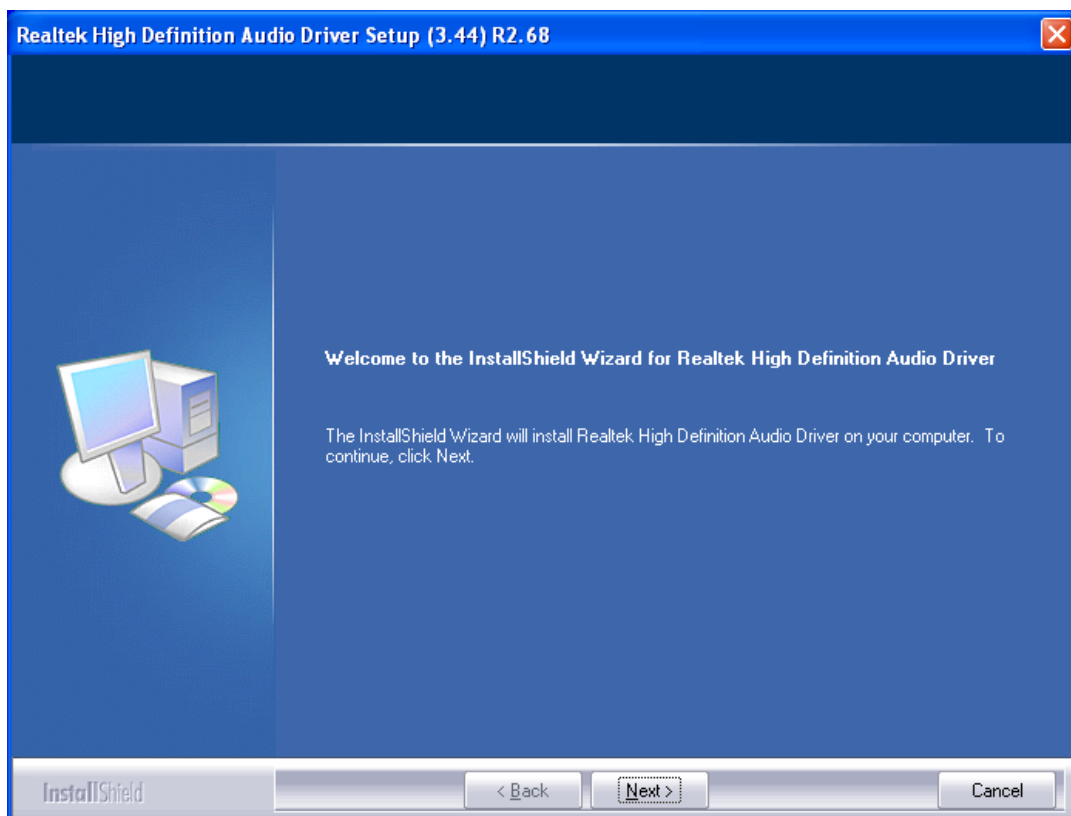 Realtek High Definition Audio Driver Setup (3.44) R2.68
Welcome to the InstallShield Wizard for Realtek High Definition Audio Driver
The InstallShield Wizard will install Realtek High Definition Audio Driver on your computer. To
continue, click Next.
InstallShield
< Back
Next >
Cancel